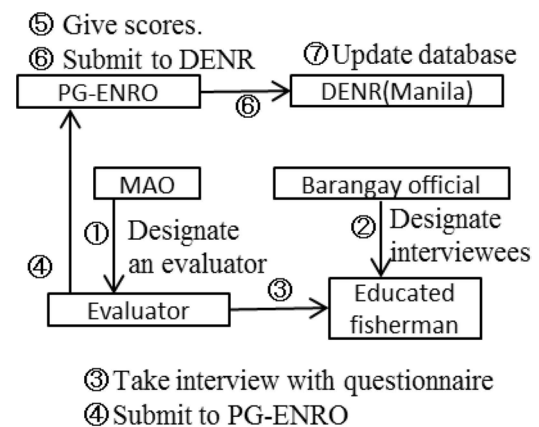 ⑤ Give scores.
⑥ Submit to DENR
⑦Update database
PG-ENRO
⑥
DENR(Manila)
MAO
Barangay official
①
Designate
an evaluator
②
Designate
interviewees
④
③
Evaluator
Educated
fisherman
③Take interview with questionnaire
④Submit to PG-ENRO